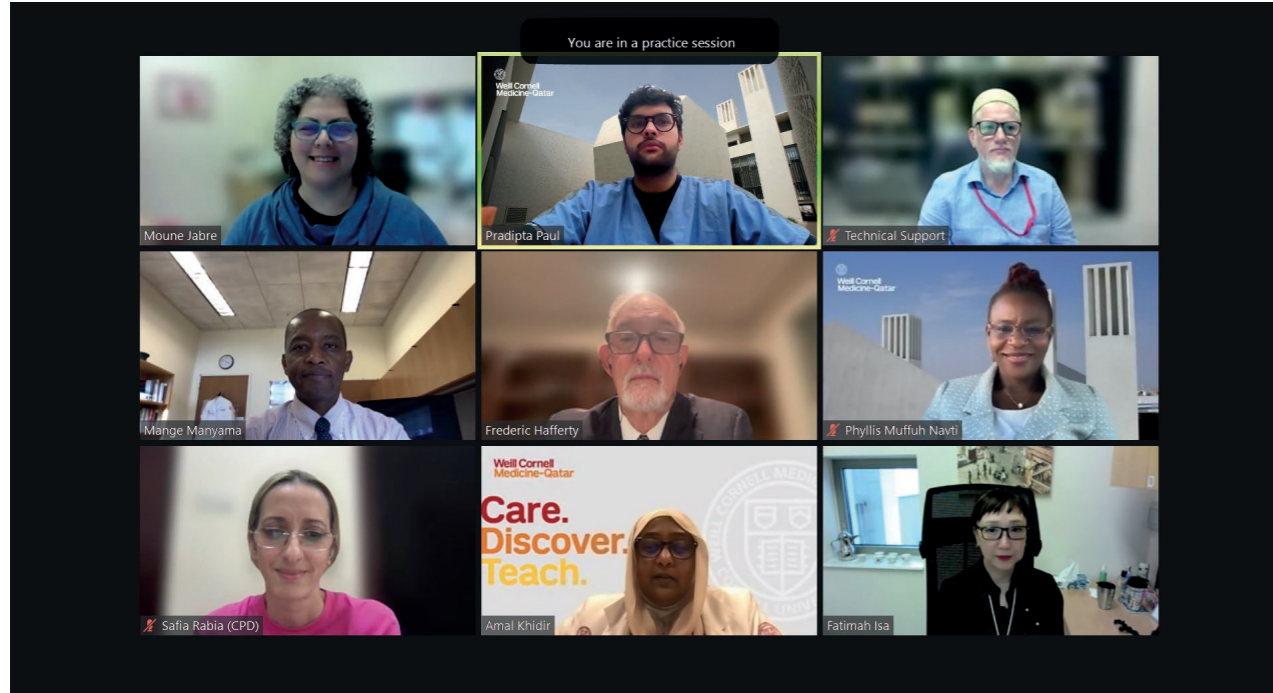 You are in a practice session
Weill Cornell
Medicine-Qatar
Moune Jabre
Pradipta Paul
Technical Support
Weill Cornell
Medicine-Qatar
Mange Manyama
Frederic Hafferty
Phyllis Muffuh Navti
Weill Cornell
Medicine-Qatar
Care.
Discover.
Teach.
Safia Rabia (CPD)
Amal Khidir
Fatimah Isa